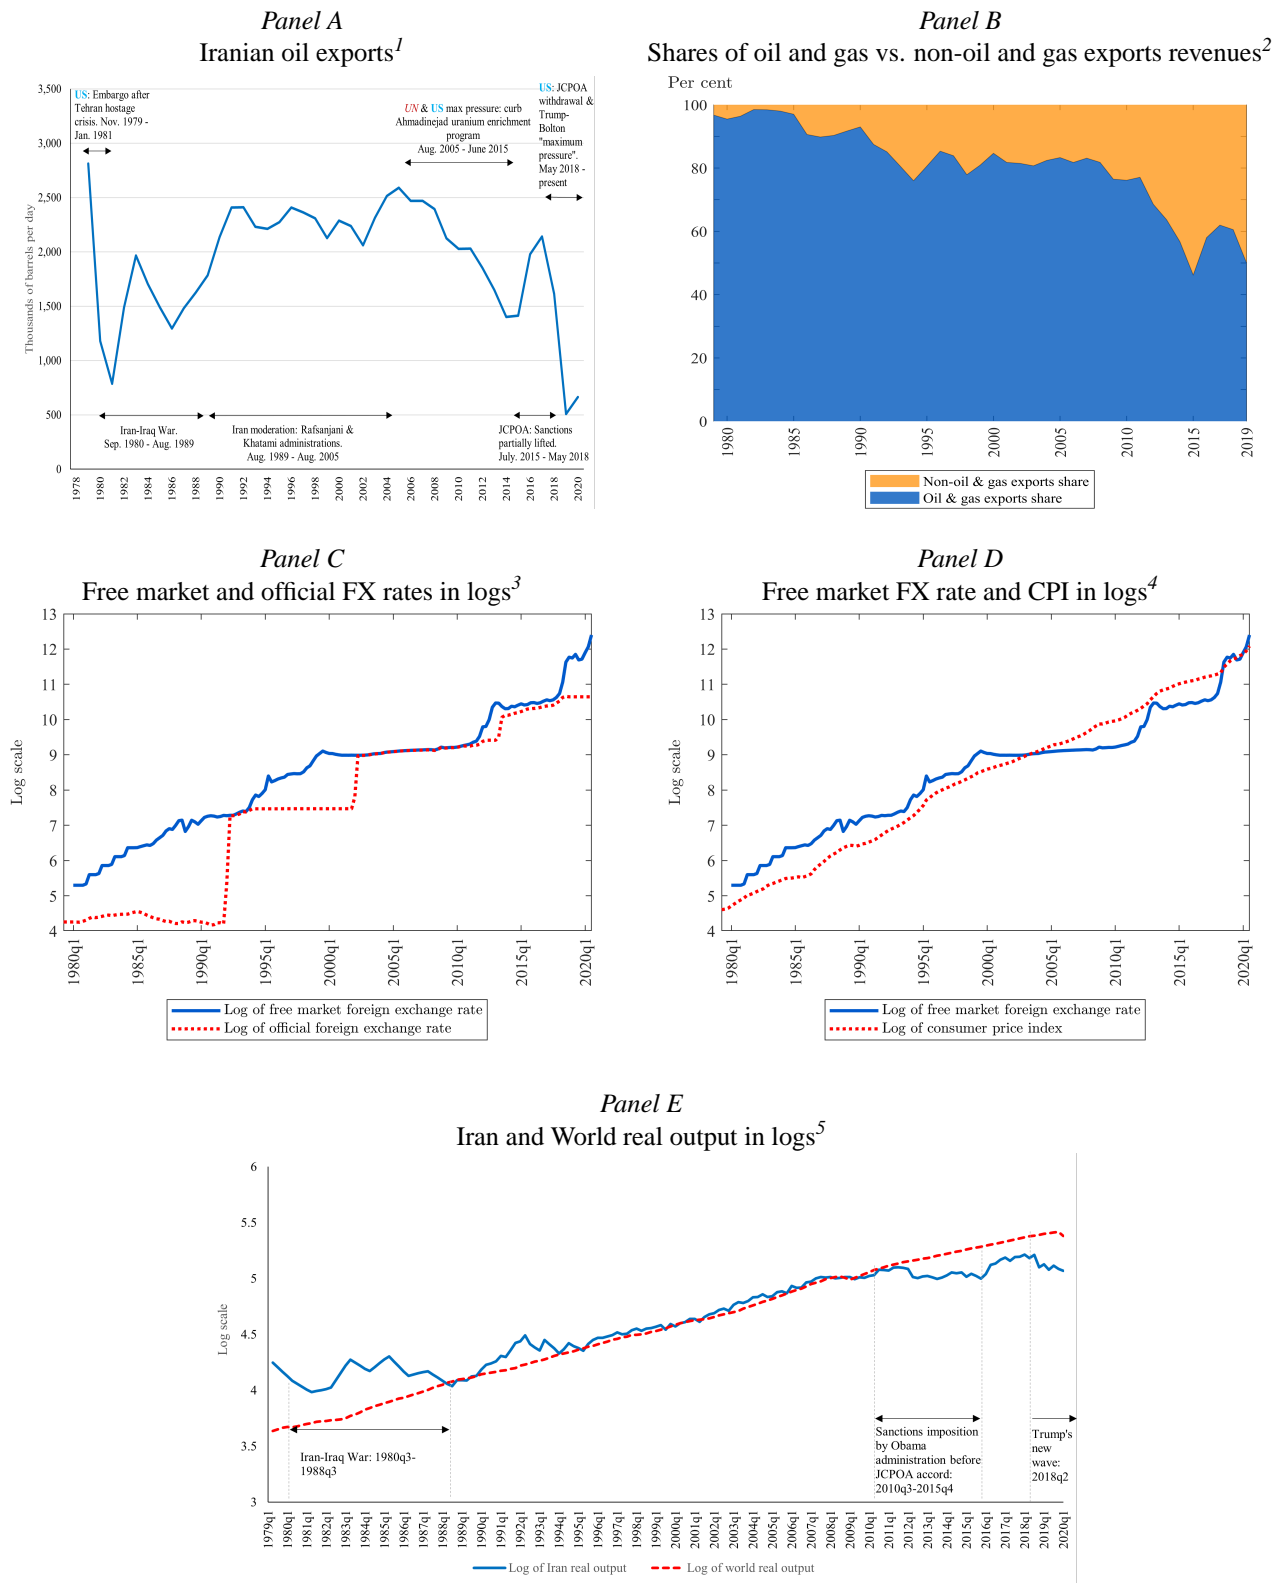 Panel A
Iranian oil exports1
3,500
3,000
2,500
2,000
1,500
1,000
500
0
Thousands of barrels per day
US: Embargo after
Tehran hostage
crisis. Nov. 1979 -
Jan. 1981
UN & US max pressure: curb
Ahmadinejad uranium enrichment
program
Aug. 2005 - June 2015
US: JCPOA
withdrawal &
Trump-
Bolton
"maximum
pressure".
May 2018 -
present
Iran-Iraq War.
Sep. 1980 - Aug. 1989
Iran moderation: Rafsanjani &
Khatami administrations.
Aug. 1989 - Aug. 2005
JCPOA: Sanctions
partially lifted.
July. 2015 - May 2018
1978 1980 1982 1984 1986 1988 1990 1992 1994 1996 1998 2000 2002 2004 2006 2008 2010 2012 2014 2016 2018 2020
Panel B
Shares of oil and gas vs. non-oil and gas exports revenues2
Per cent
100
80
60
40
20
0
1980 1985 1990 1995 2000 2005 2010 2015 2019
Non-oil & gas exports share
Oil & gas exports share
Panel C
Free market and official FX rates in logs3
13
12
11
10
9
8
7
6
5
4
Log scale
1980q1 1985q1 1990q1 1995q1 2000q1 2005q1 2010q1 2015q1 2020q1
Log of free market foreign exchange rate
Log of official foreign exchange rate
Panel D
Free market FX rate and CPI in logs4
13
12
11
10
9
8
7
6
5
4
Log scale
1980q1 1985q1 1990q1 1995q1 2000q1 2005q1 2010q1 2015q1 2020q1
Log of free market foreign exchange rate
Log of consumer price index
Panel E
Iran and World real output in logs5
6
5.5
5
4.5
4
3.5
3
Log scale
Iran-Iraq War: 1980q3-
1988q3
Sanctions imposition
by Obama
administration before
JCPOA accord:
2010q3-2015q4
Trump's
new
wave:
2018q2
1979q1 1980q1 1981q1 1982q1 1983q1 1984q1 1985q1 1986q1 1987q1 1988q1 1989q1 1990q1 1991q1 1992q1 1993q1 1994q1 1995q1 1996q1 1997q1 1998q1 1999q1 2000q1 2001q1 2002q1 2003q1 2004q1 2005q1 2006q1 2007q1 2008q1 2009q1 2010q1 2011q1 2012q1 2013q1 2014q1 2015q1 2016q1 2017q1 2018q1 2019q1 2020q1
Log of Iran real output
Log of world real output